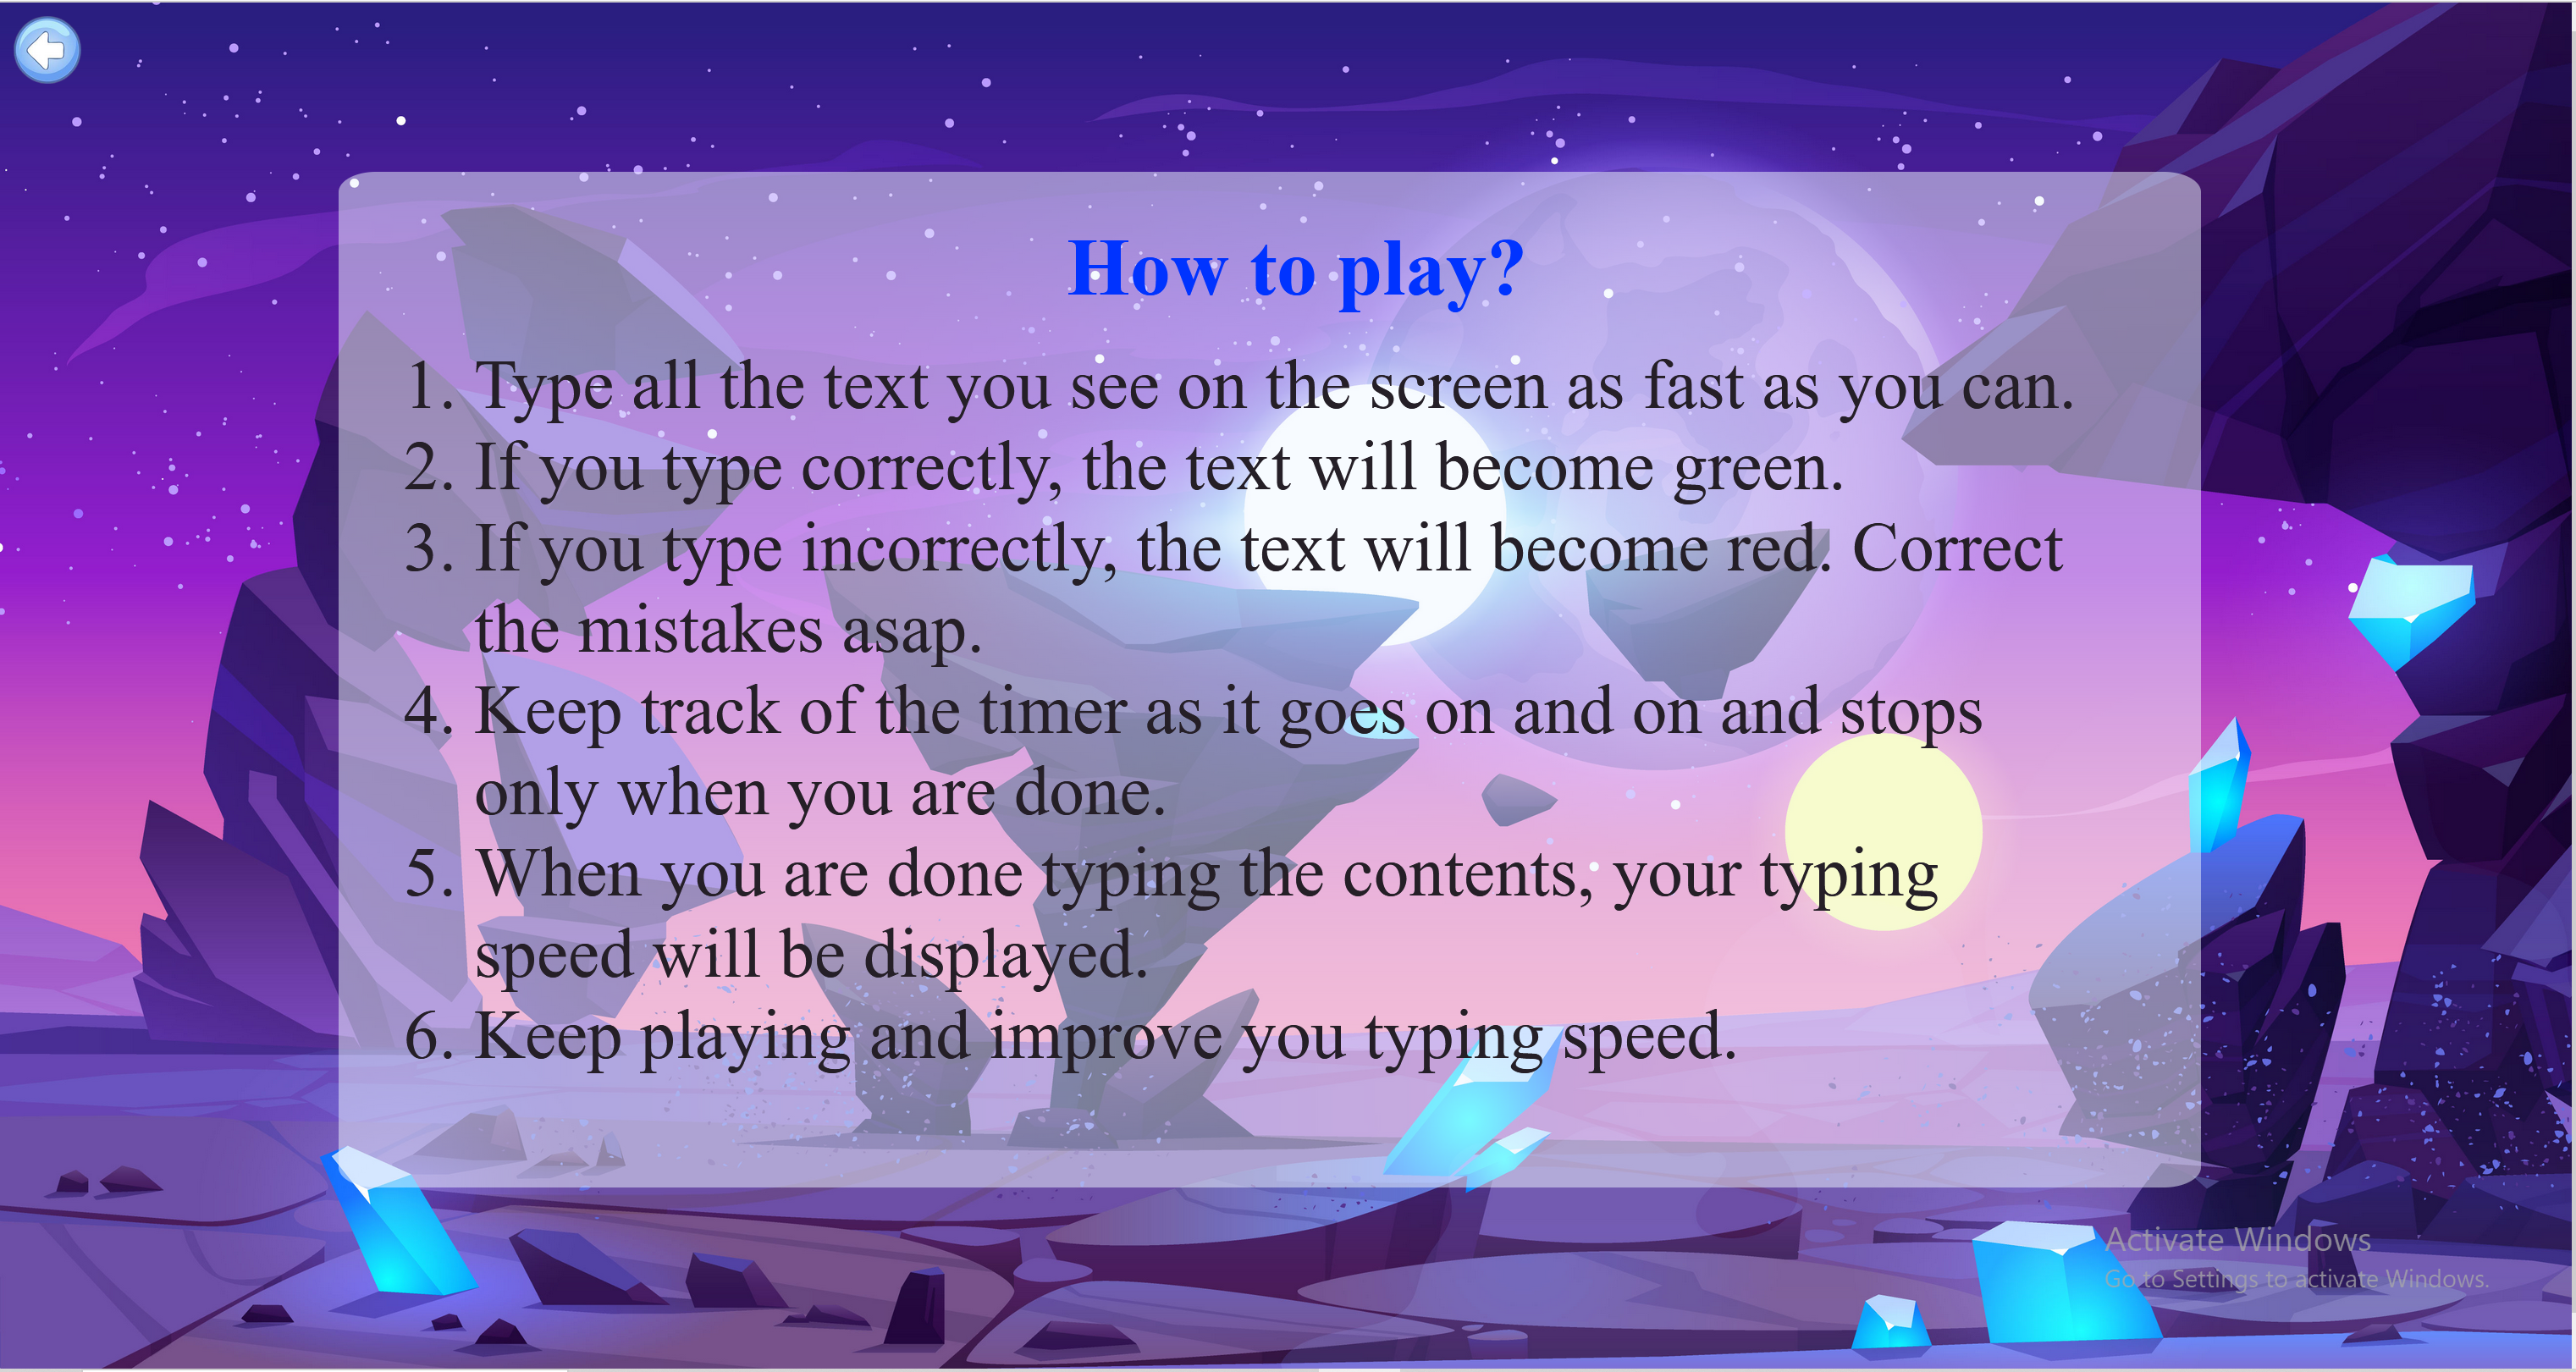 How to play?
1. Type all the text you see on the screen as fast as you can.
2. If you type correctly, the text will become green.
3. If you type incorrectly, the text will become red. Correct
the mistakes asap.
4. Keep track of the timer as it goes on and on and stops
only when you are done.
5. When you are done typing the contents, your typing
speed will be displayed.
6. Keep playing and improve you typing speed.
Activate Windows
Go to Settings to activate Windows.